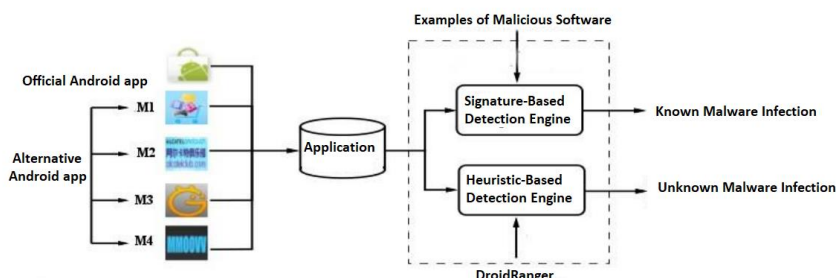 Examples of Malicious Software
Official Android app
M1
Alternative
Android app
M2
M3
M4
MMOOVV
Application
Signature-Based
Detection Engine
Known Malware Infection
Heuristic-Based
Detection Engine
Unknown Malware Infection
DroidRanger